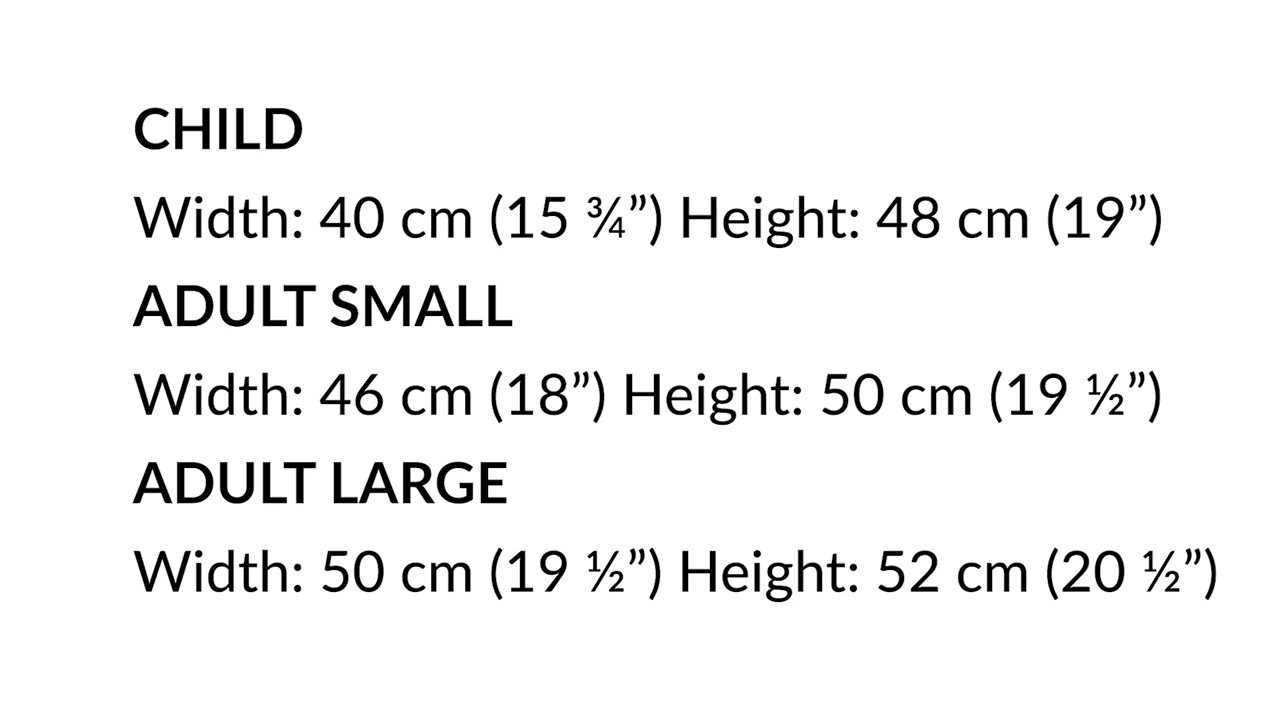 CHILD
Width: 40 cm (15 ¾”) Height: 48 cm (19”)
ADULT SMALL
Width: 46 cm (18”) Height: 50 cm (19 ½”)
ADULT LARGE
Width: 50 cm (19 ½”) Height: 52 cm (20 ½”)